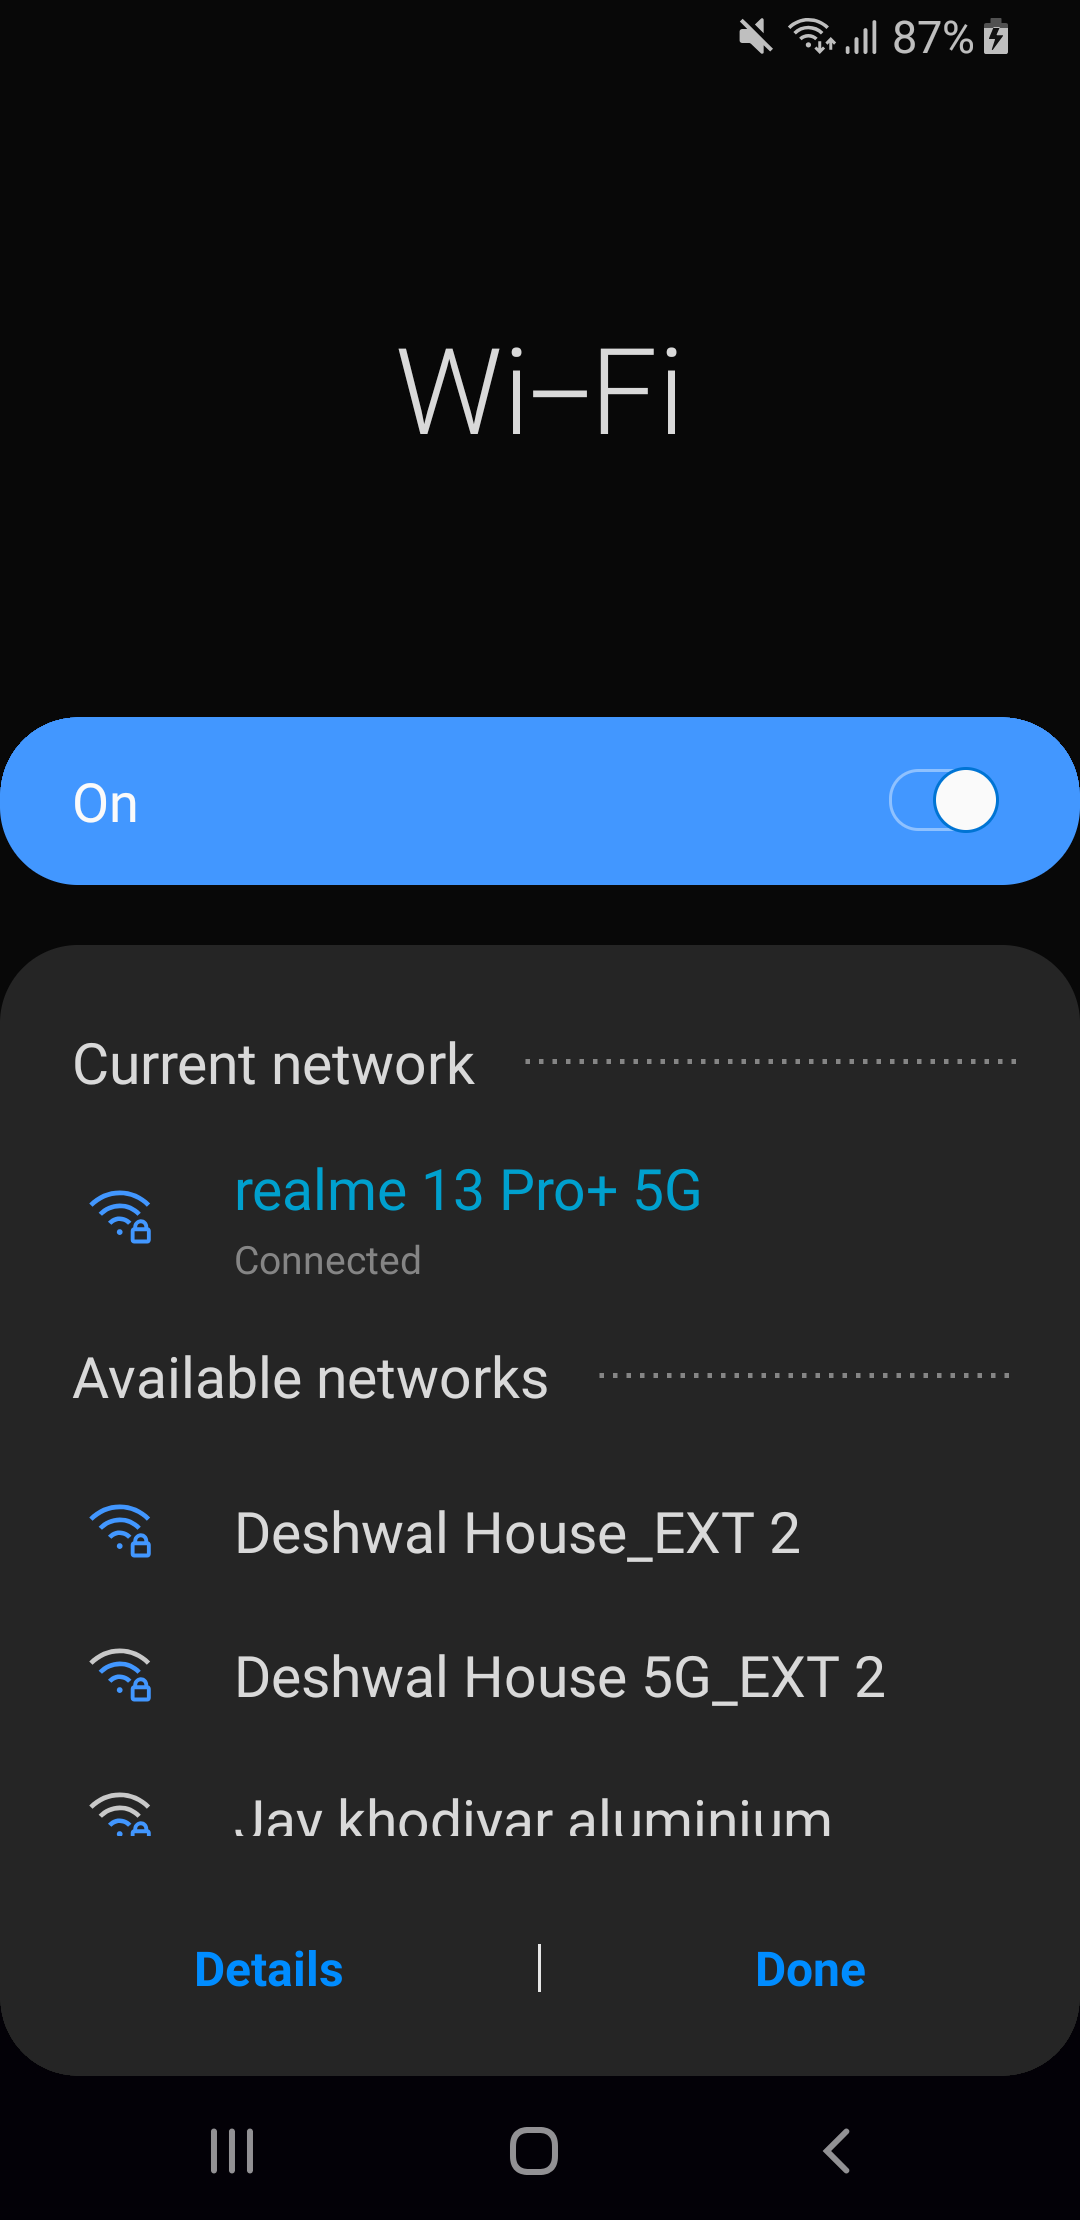 87%
Wi-Fi
On
Current network
realme 13 Pro+ 5G
Connected
Available networks
Deshwal House_EXT 2
Deshwal House 5G_EXT 2
Jay khodiyar aluminium
Details
Done